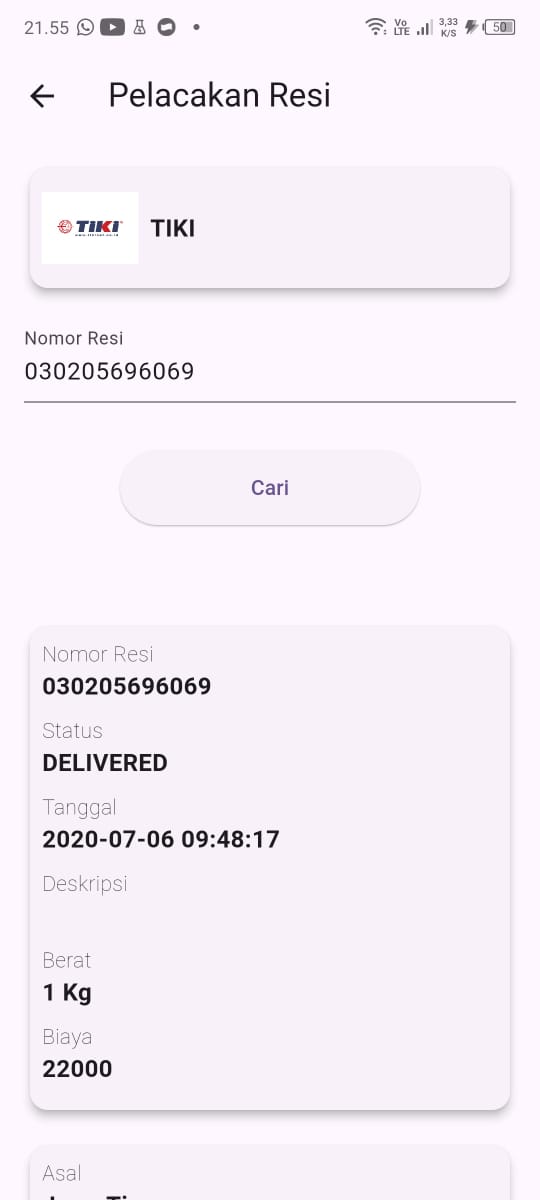 21.55
Vo
LTE
3,33
K/S
50
Pelacakan Resi
TIKI
TIKI
Nomor Resi
030205696069
Cari
Nomor Resi
030205696069
Status
DELIVERED
Tanggal
2020-07-06 09:48:17
Deskripsi
Berat
1 Kg
Biaya
22000
Asal